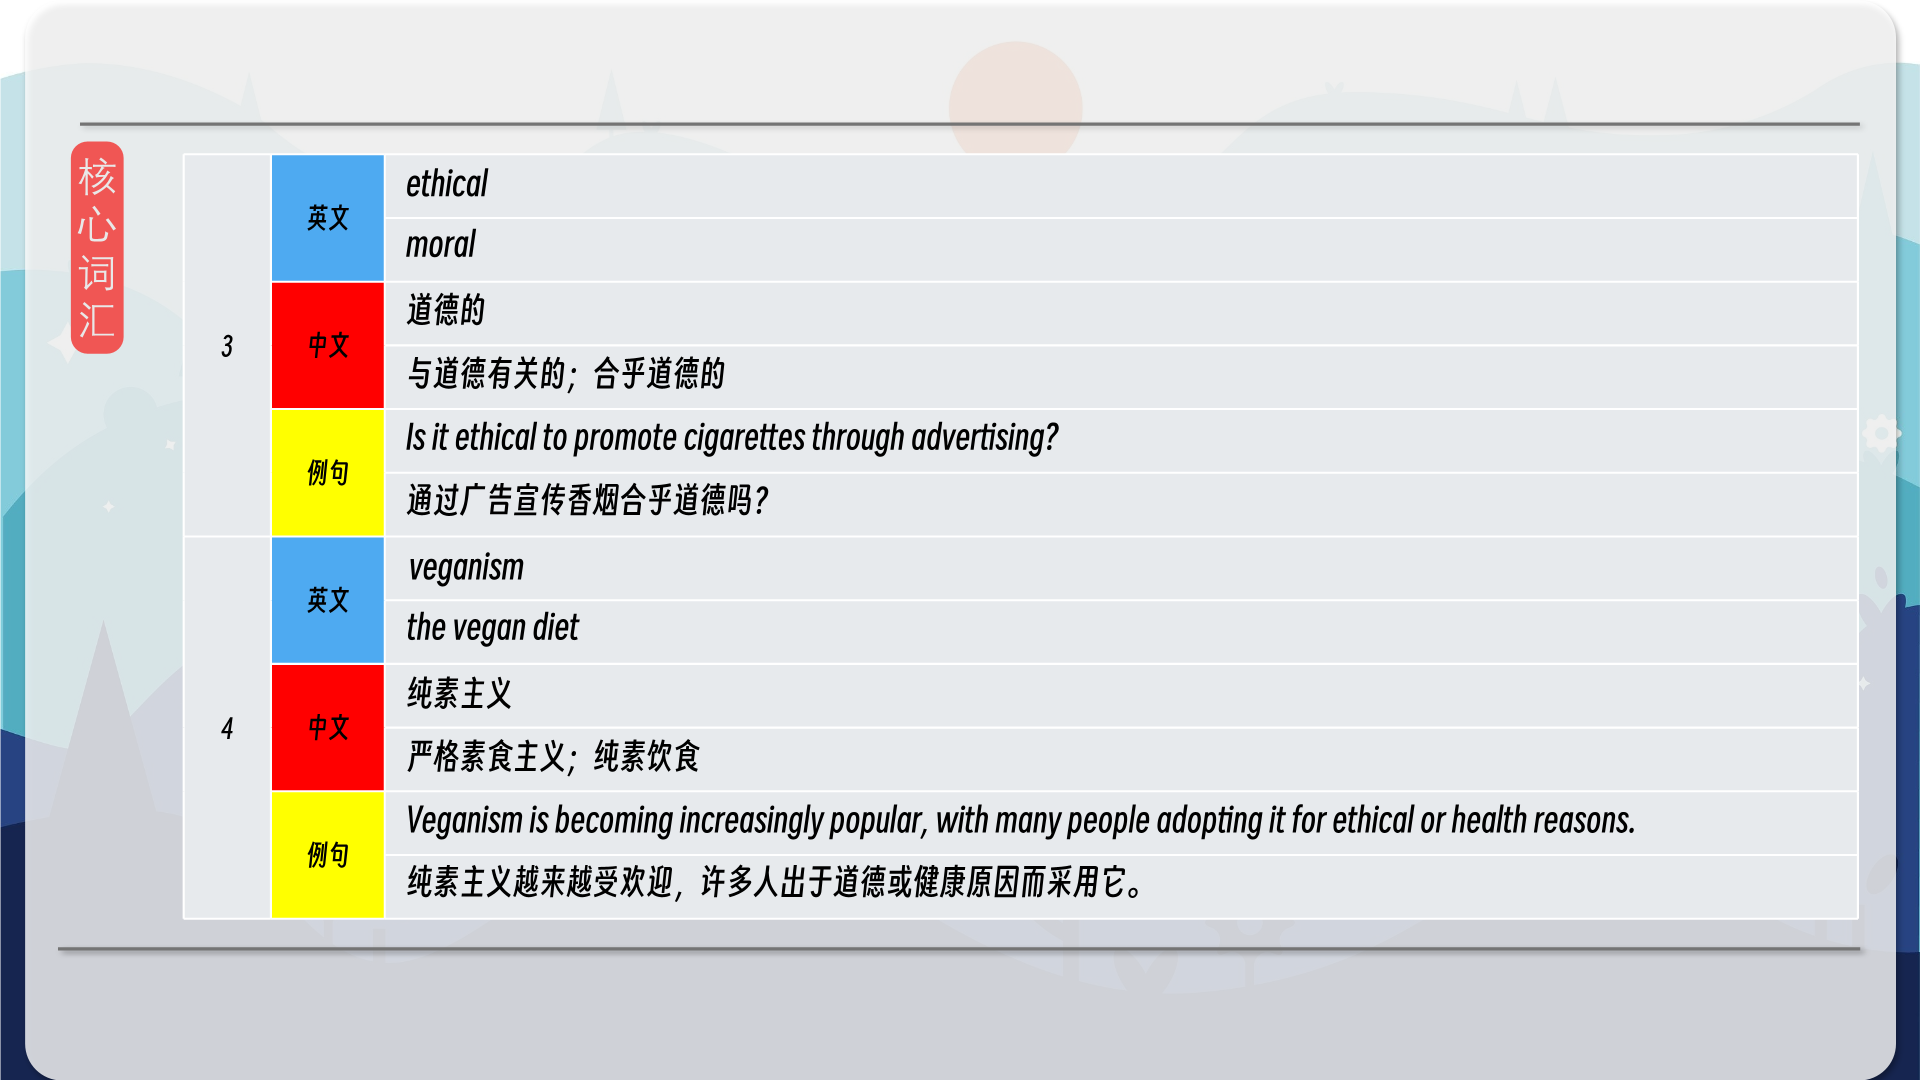 核
心
词
汇
3
英文
ethical
moral
中文
道德的
与道德有关的；合乎道德的
例句
Is it ethical to promote cigarettes through advertising?
通过广告宣传香烟合乎道德吗？
4
英文
veganism
the vegan diet
中文
纯素主义
严格素食主义；纯素饮食
例句
Veganism is becoming increasingly popular, with many people adopting it for ethical or health reasons.
纯素主义越来越受欢迎，许多人出于道德或健康原因而采用它。